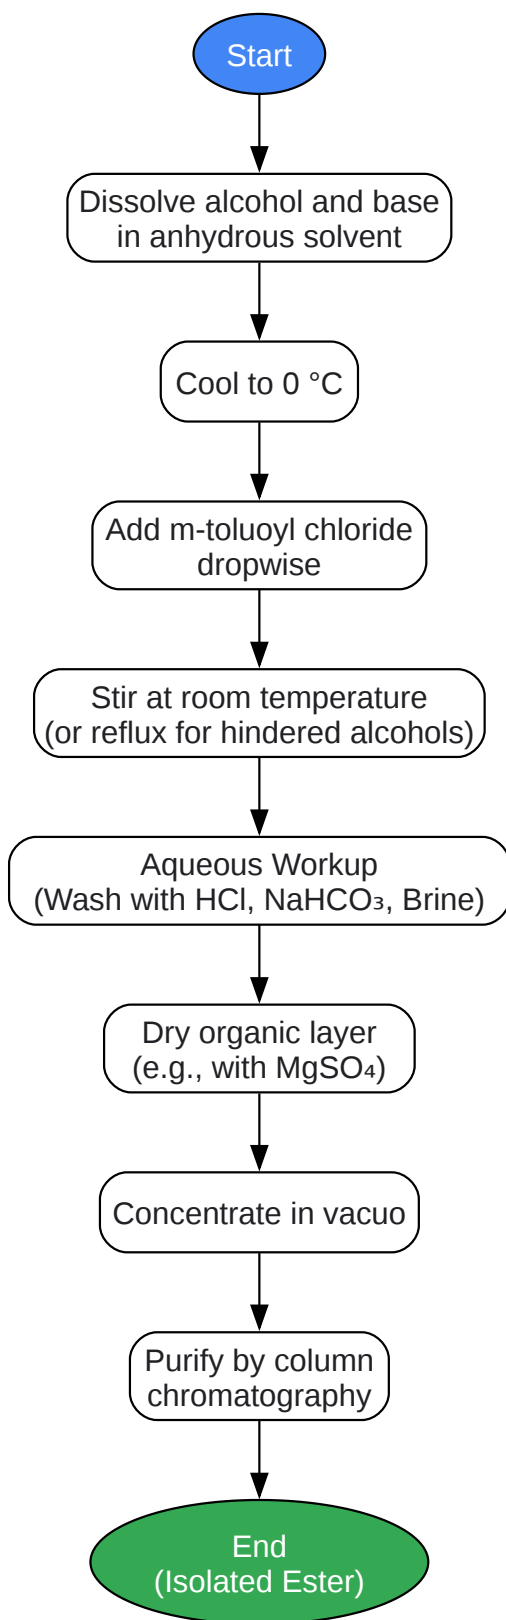 Start
Dissolve alcohol and base
in anhydrous solvent
Cool to 0 °C
Add m-toluoyl chloride
dropwise
Stir at room temperature
(or reflux for hindered alcohols)
Aqueous Workup
(Wash with HCl, NaHCO₃, Brine)
Dry organic layer
(e.g., with MgSO₄)
Concentrate in vacuo
Purify by column
chromatography
End
(Isolated Ester)